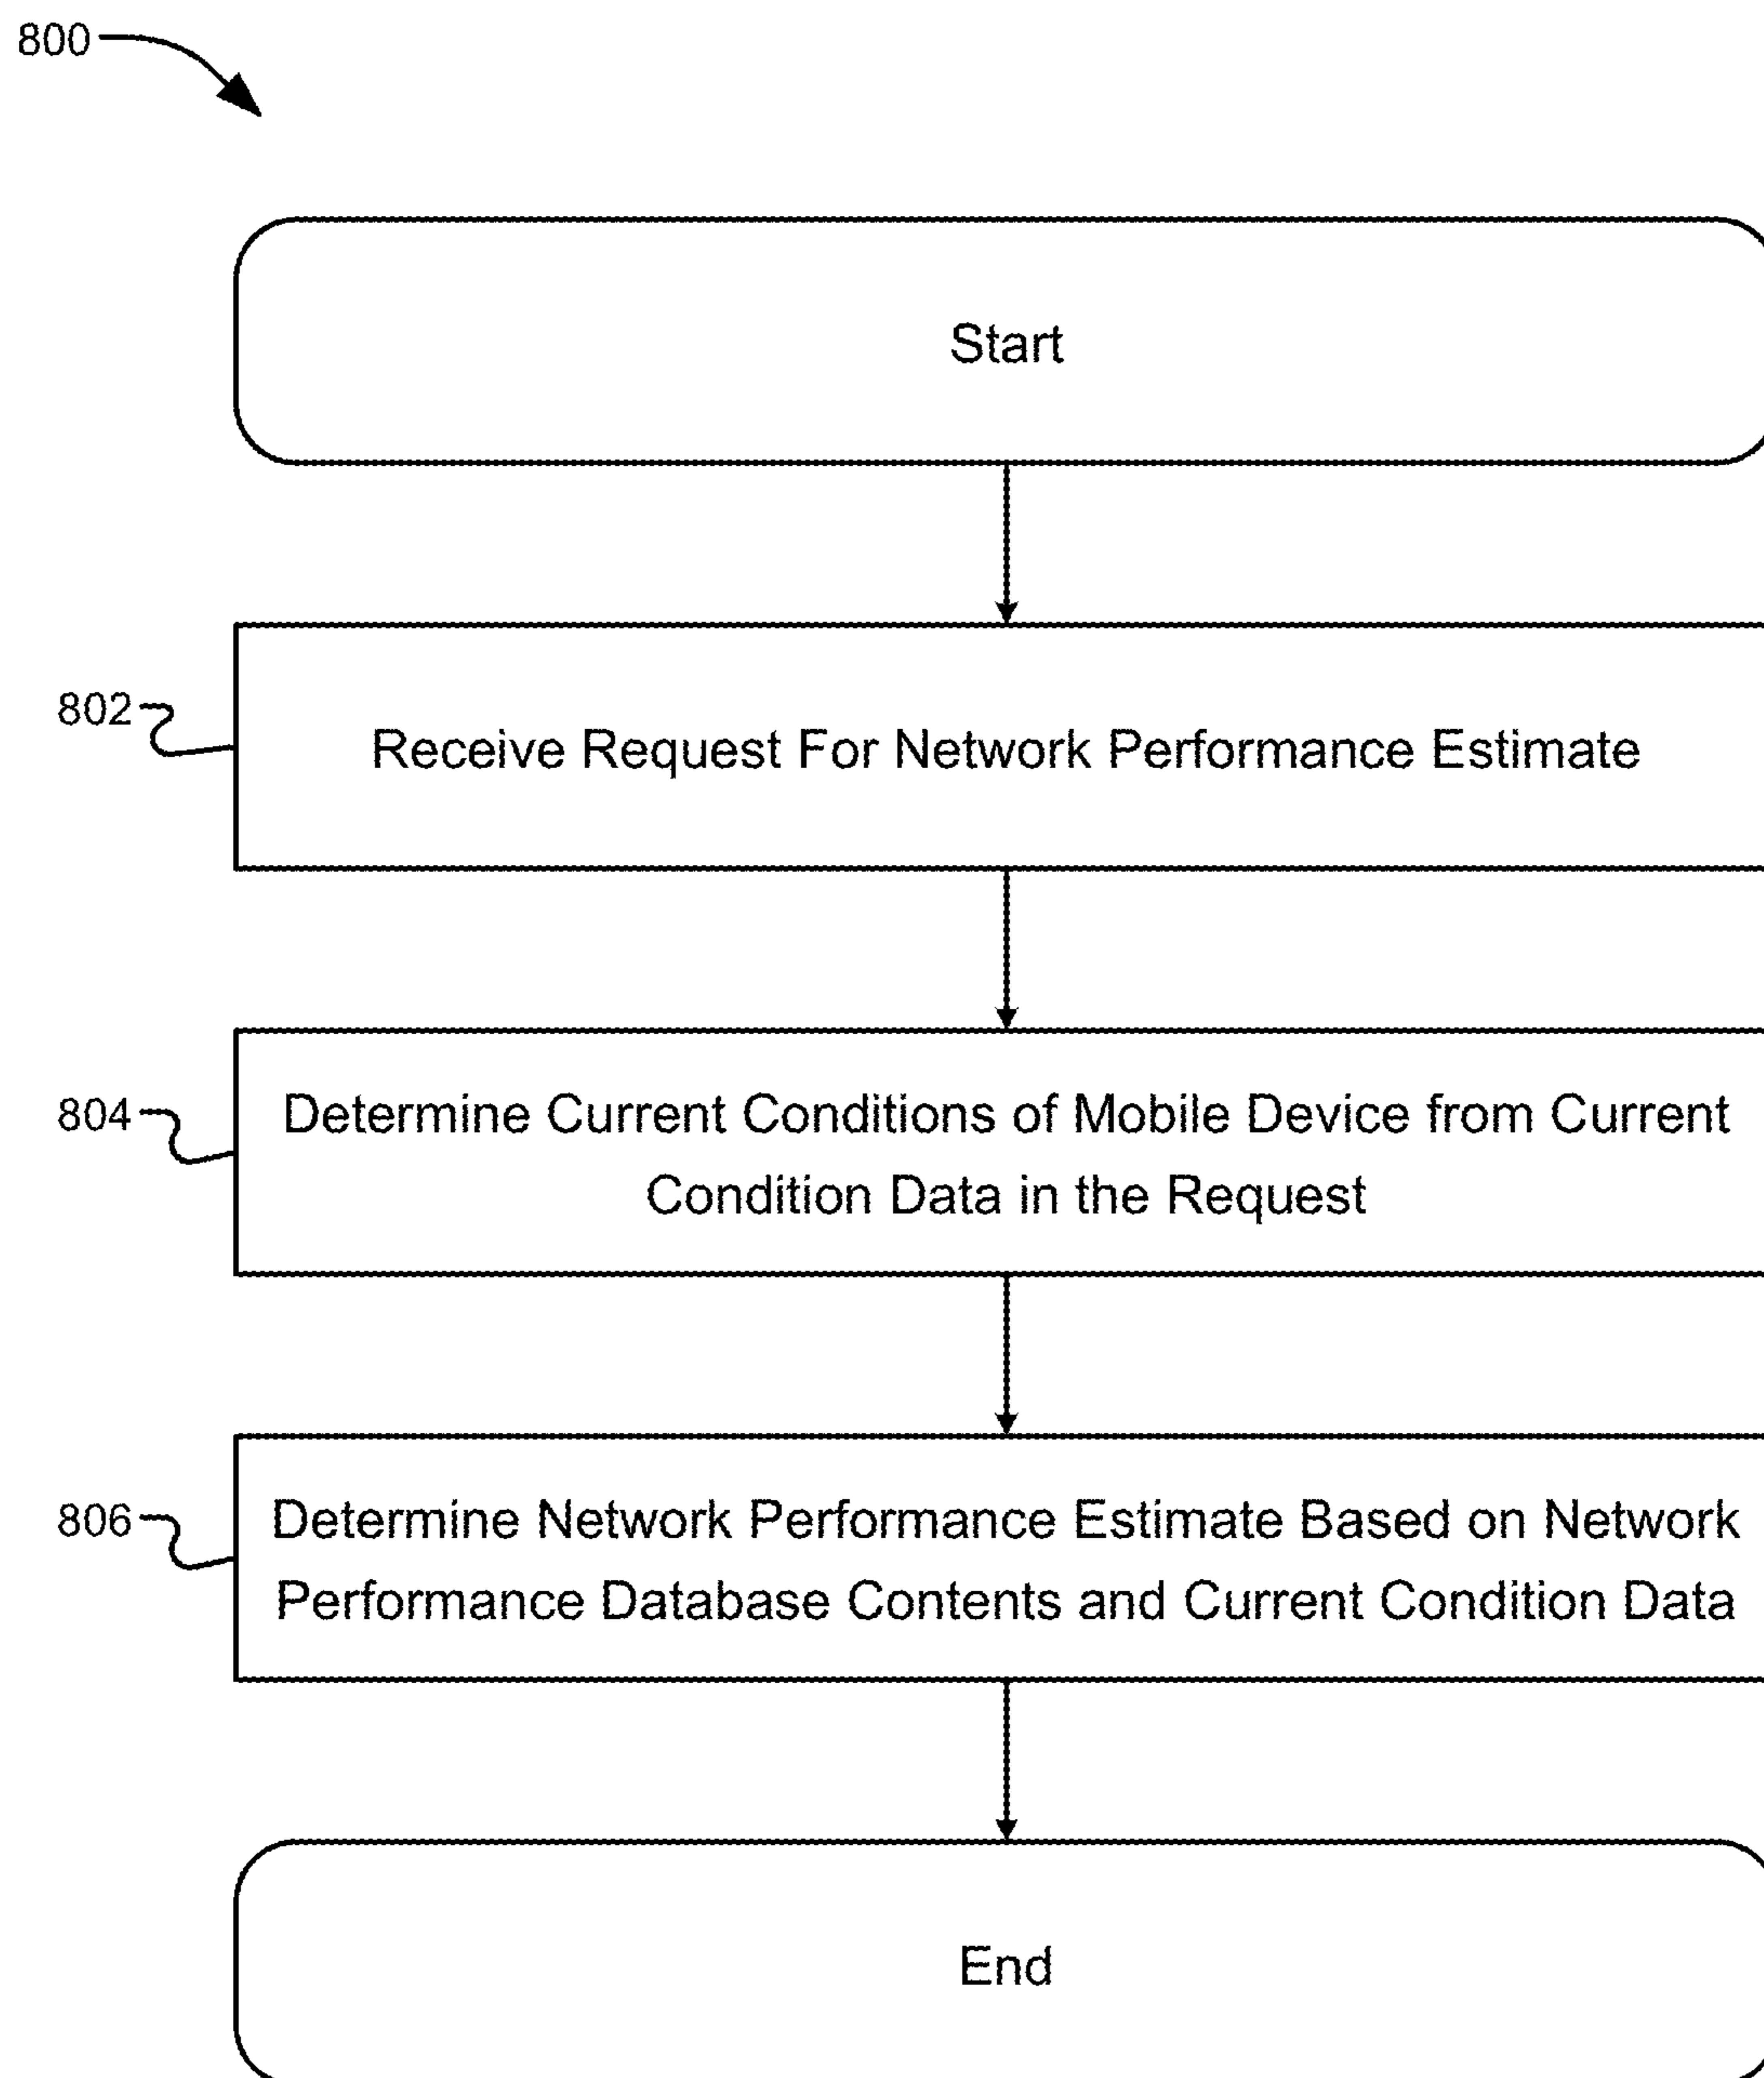 800
Start
802
Receive Request For Network Performance Estimate
804
Determine Current Conditions of Mobile Device from Current
Condition Data in the Request
806
Determine Network Performance Estimate Based on Network
Performance Database Contents and Current Condition Data
End